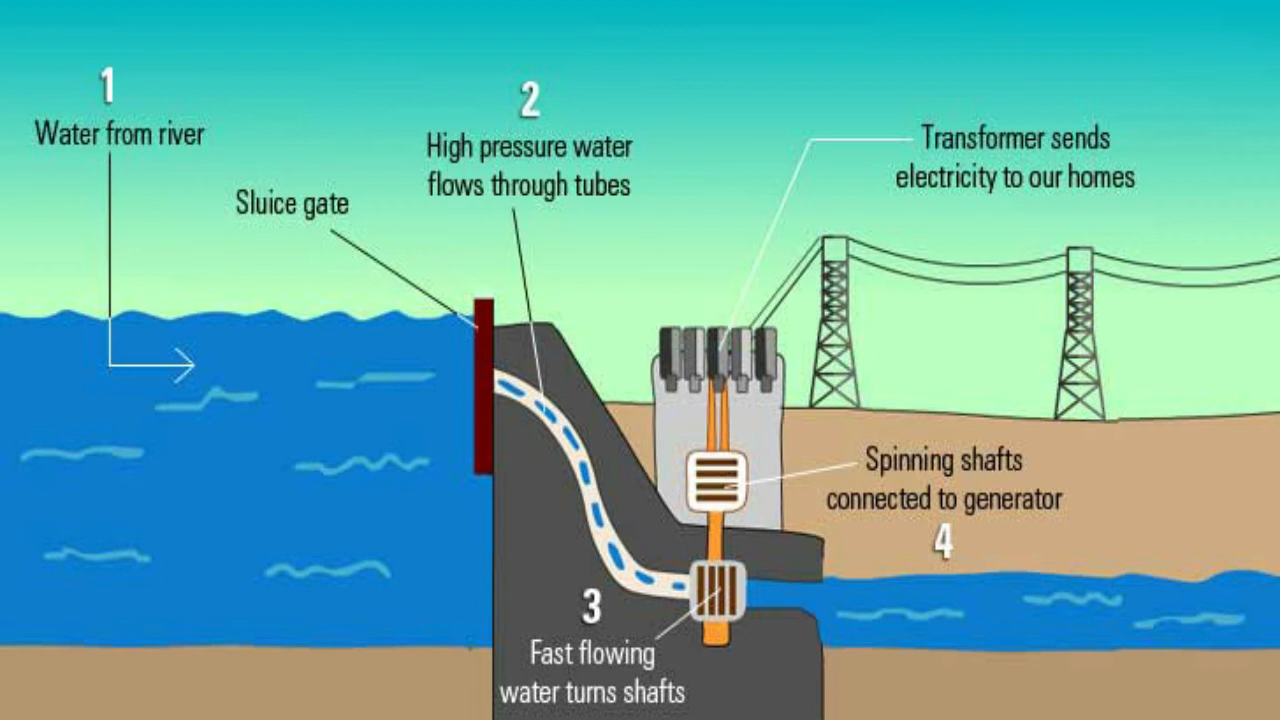 1
Water from river
Sluice gate
2
High pressure water
flows through tubes
Transformer sends
electricity to our homes
Spinning shafts
connected to generator
4
3
Fast flowing
water turns shafts